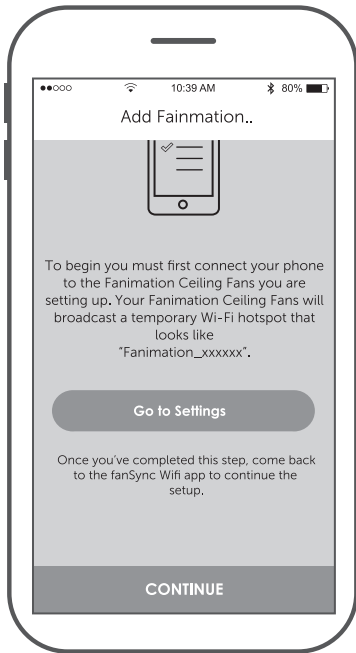 10:39 AM 80%
Add Fainmation..
To begin you must first connect your phone
to the Fanimation Ceiling Fans you are
setting up. Your Fanimation Ceiling Fans will
broadcast a temporary Wi-Fi hotspot that
looks like
"Fanimation_xxxxxx".
Go to Settings
Once you've completed this step, come back
to the fanSync Wifi app to continue the
setup.
CONTINUE